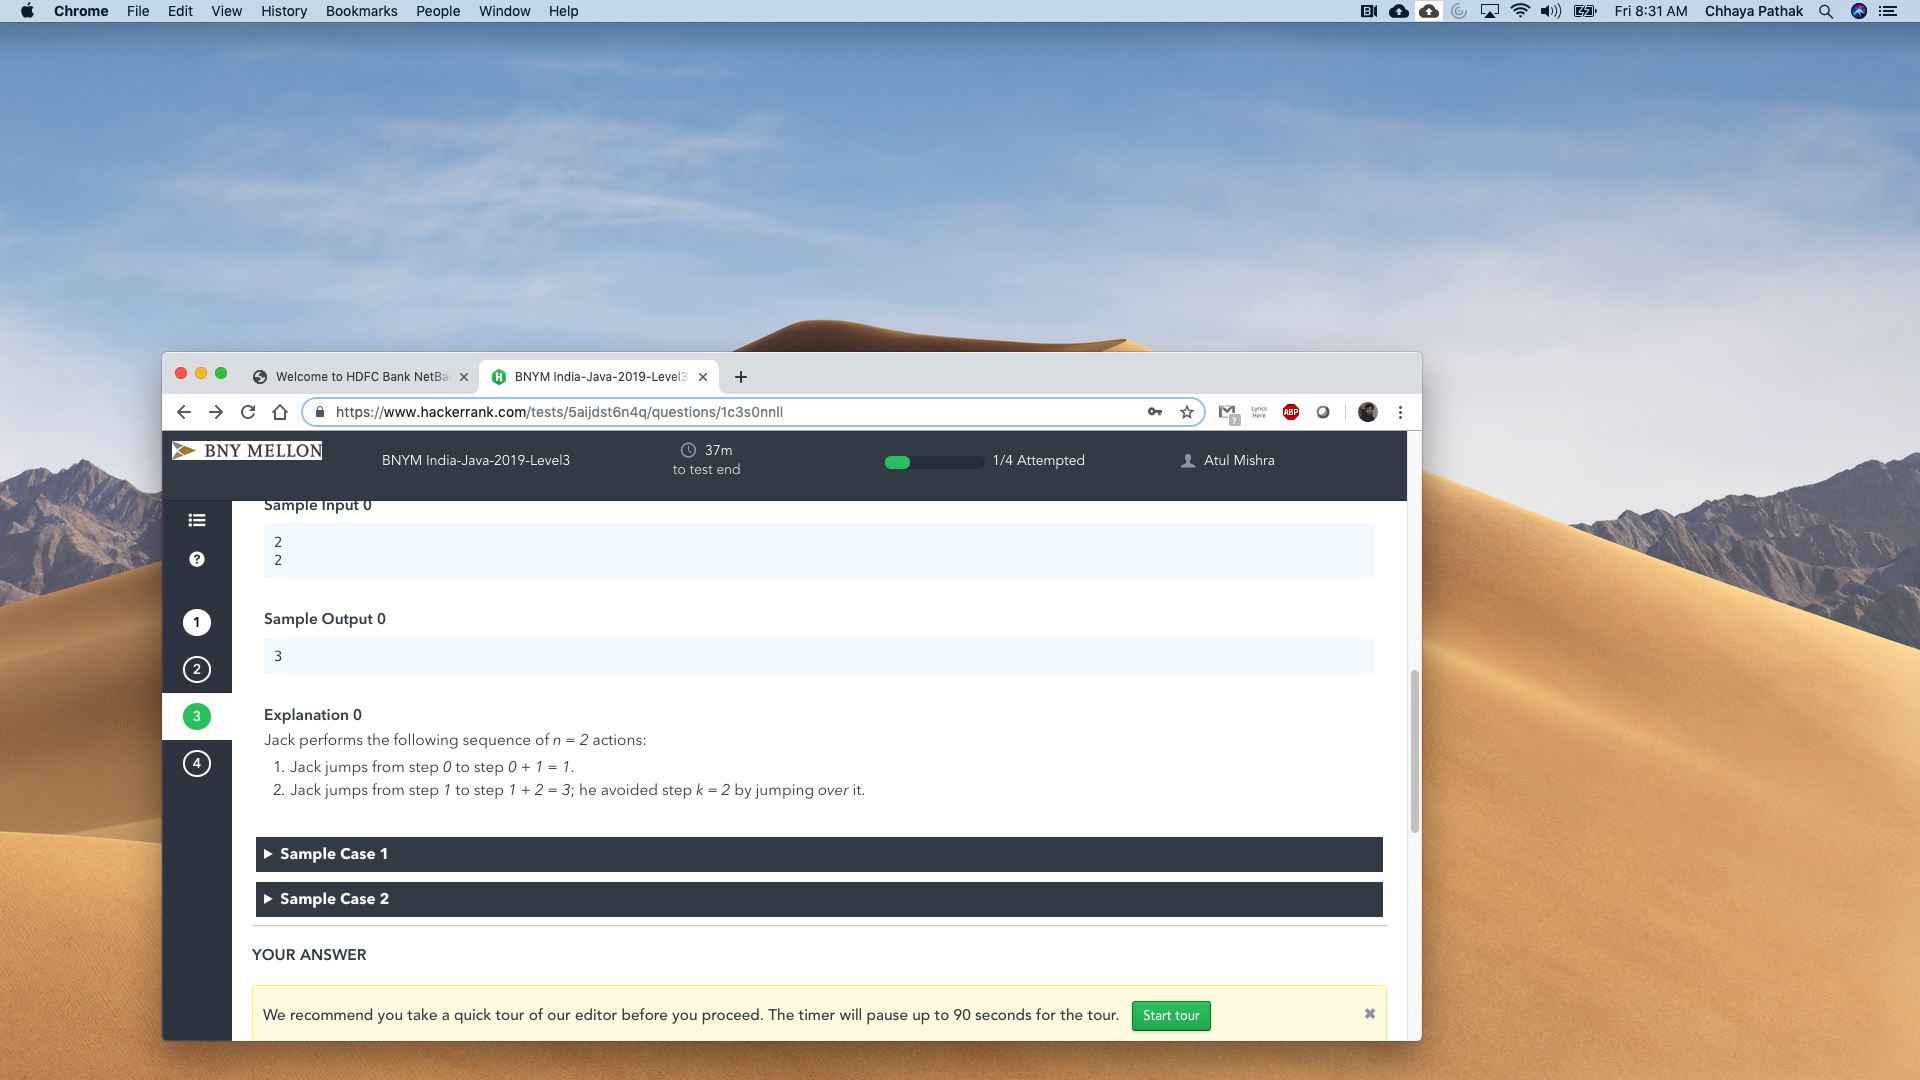 Chrome File Edit View History Bookmarks People Window Help
Fri 8:31 AM Chhaya Pathak
Welcome to HDFC Bank NetBa
BNYM India-Java-2019-Level3
https://www.hackerrank.com/tests/5aijdst6n4q/questions/1c3s0nnll
Lyrics
Here
ABP
BNY MELLON
BNYM India-Java-2019-Level3
37m
to test end
1/4 Attempted
Atul Mishra
1
2
3
4
Sample Input 0
2
2
Sample Output 0
3
Explanation 0
Jack performs the following sequence of n = 2 actions:
1. Jack jumps from step 0 to step 0 + 1 = 1.
2. Jack jumps from step 1 to step 1 + 2 = 3; he avoided step k = 2 by jumping over it.
Sample Case 1
Sample Case 2
YOUR ANSWER
We recommend you take a quick tour of our editor before you proceed. The timer will pause up to 90 seconds for the tour. Start tour